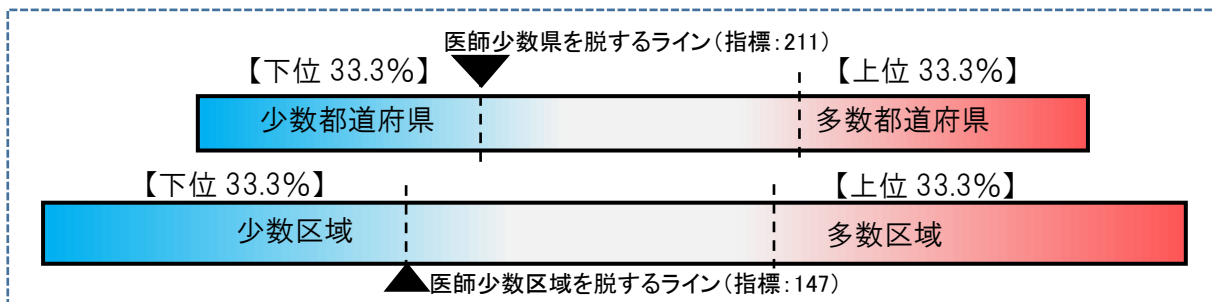 医師少数県を脱するライン（指標：211）
【下位 33.3％】 【上位 33.3％】
少数都道府県 多数都道府県
【下位 33.3％】 【上位 33.3％】
少数区域 多数区域
医師少数区域を脱するライン（指標：147）